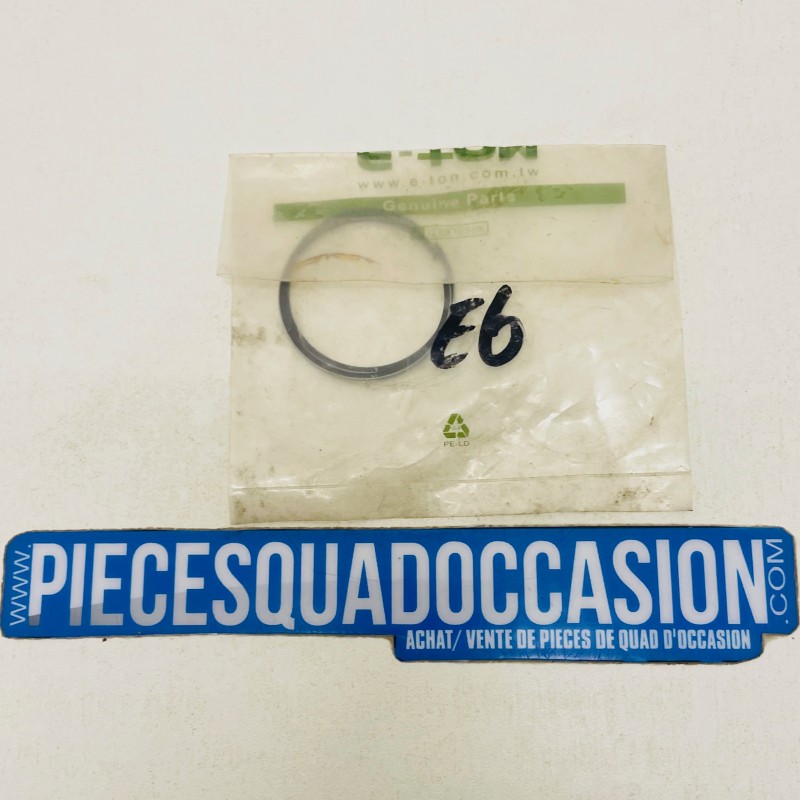 E-TON
www.e-ton.com.tw
Genuine Parts
E6
PE-LD
WWW.PIECESQUADOCCASION.COM
ACHAT/ VENTE DE PIECES DE QUAD D'OCCASION